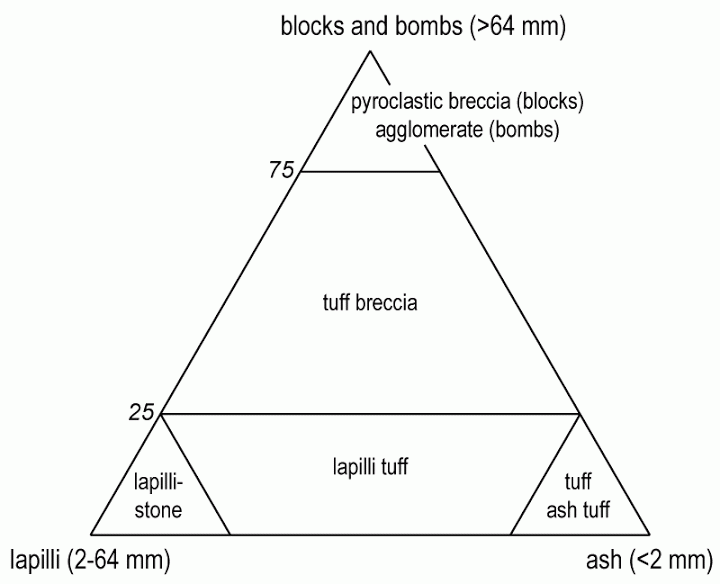 blocks and bombs (>64 mm)
pyroclastic breccia (blocks)
agglomerate (bombs)
75
tuff breccia
25
lapilli tuff
lapilli-
stone
tuff
ash tuff
lapilli (2-64 mm)
ash (<2 mm)